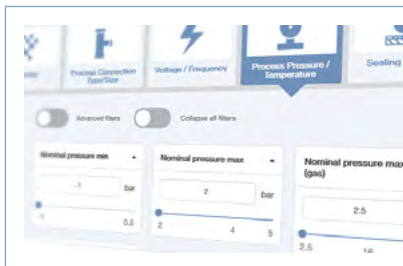 Process Connection
Type/Size
Voltage / Frequency
Process Pressure /
Temperature
Sealing
Advanced filters
Collapse all filters
Nominal pressure min
-1 bar
-1 0.5
Nominal pressure max
2 bar
2 4 5
Nominal pressure max
(gas)
2.5
2.5 16